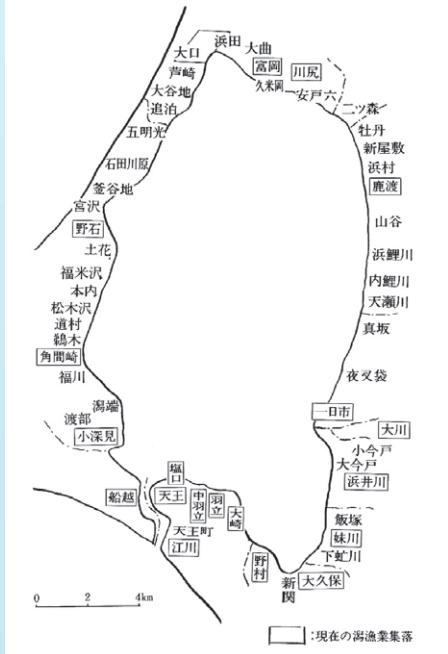 浜田
大曲
大口
富岡
川尻
芦崎
久米岡
安戸六
大谷地
追泊
二ツ森
五明光
牡丹
新屋敷
石田川原
浜村
釜谷地
鹿渡
宮沢
野石
山谷
土花
浜鯉川
福米沢
内鯉川
本内
天瀬川
松木沢
真坂
道村
鵜木
角間崎
福川
夜叉袋
潟端
一日市
渡部
大川
小深見
小今戸
塩口
大今戸
浜井川
船越
天王
中羽立
羽立
大崎
飯塚
天王町
妹川
江川
野村
下虻川
新関
大久保
0 2 4km
:現在の潟漁業集落